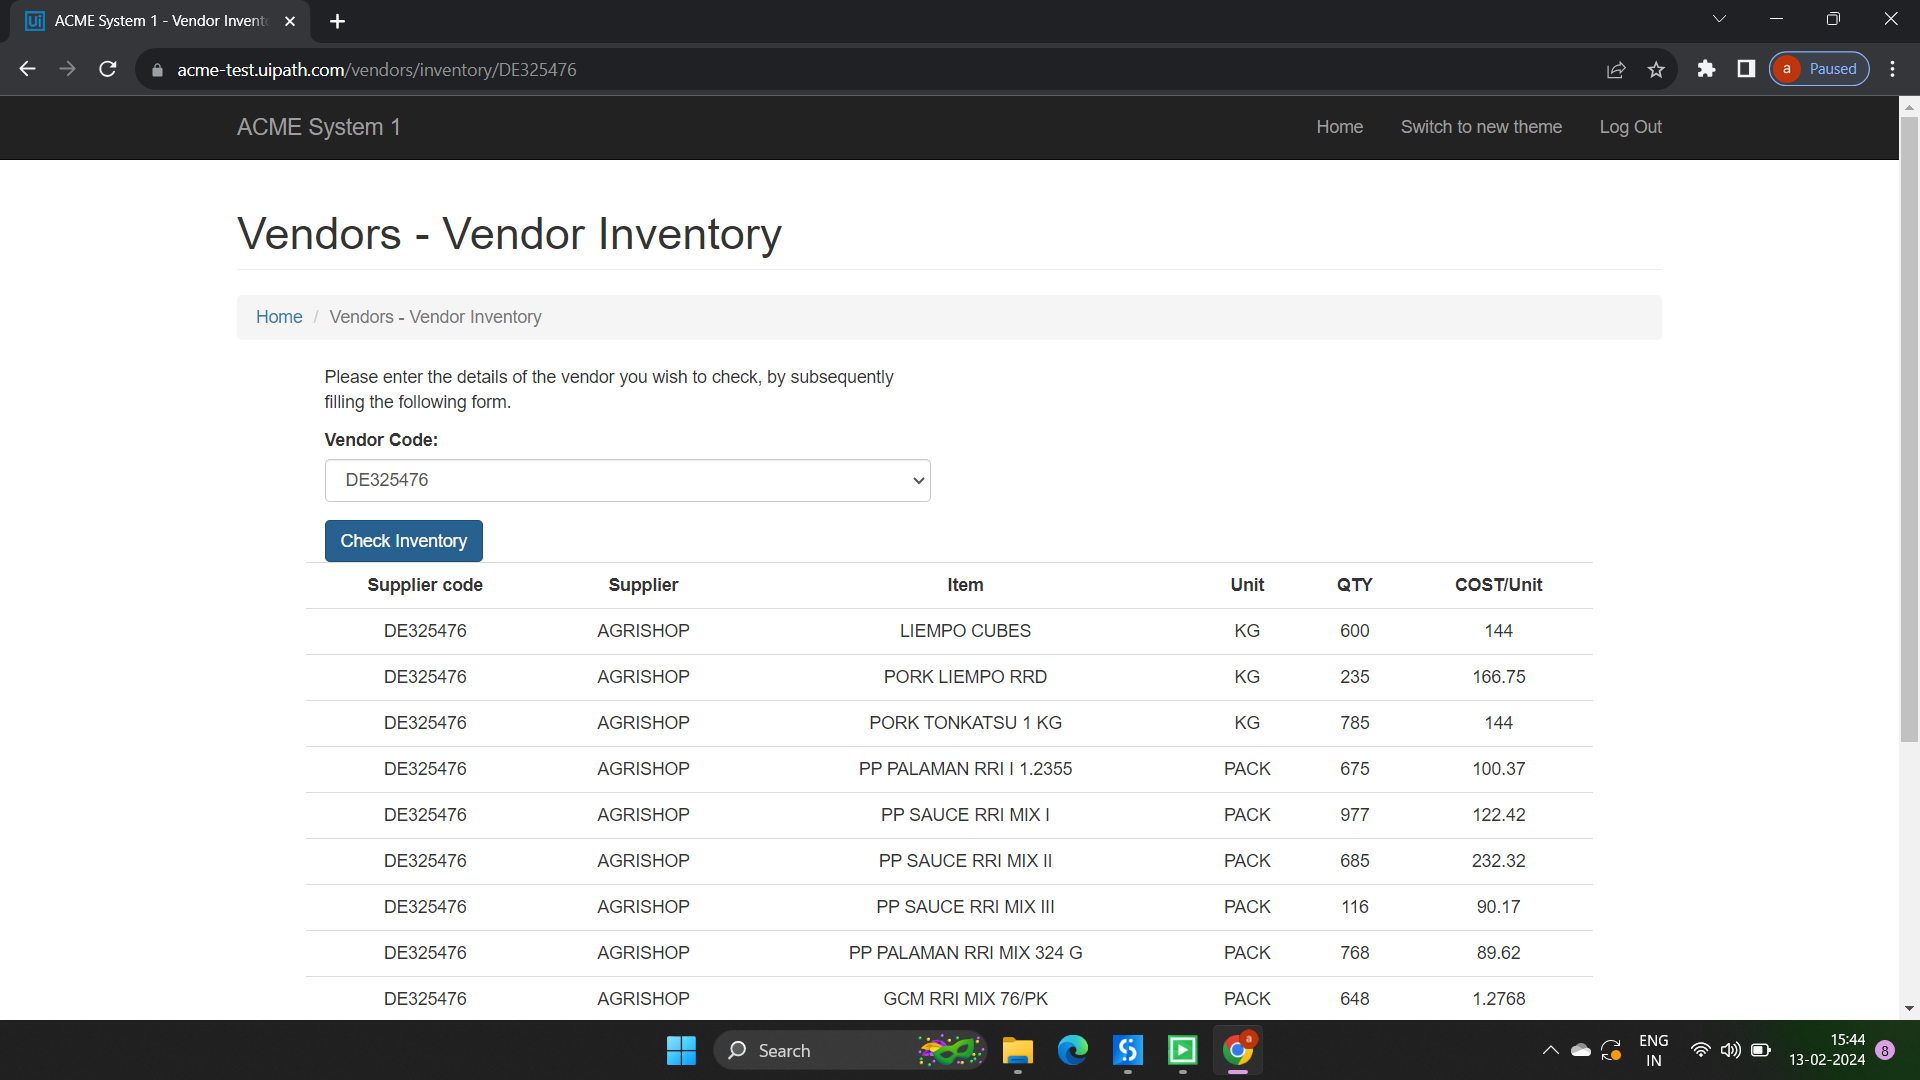 ACME System 1 - Vendor Invent
acme-test.uipath.com/vendors/inventory/DE325476
a Paused
ACME System 1 Home Switch to new theme Log Out
Vendors - Vendor Inventory
Home / Vendors - Vendor Inventory
Please enter the details of the vendor you wish to check, by subsequently
filling the following form.
Vendor Code:
DE325476
Check Inventory
Supplier code Supplier Item Unit QTY COST/Unit
DE325476 AGRISHOP LIEMPO CUBES KG 600 144
DE325476 AGRISHOP PORK LIEMPO RRD KG 235 166.75
DE325476 AGRISHOP PORK TONKATSU 1 KG KG 785 144
DE325476 AGRISHOP PP PALAMAN RRI I 1.2355 PACK 675 100.37
DE325476 AGRISHOP PP SAUCE RRI MIX I PACK 977 122.42
DE325476 AGRISHOP PP SAUCE RRI MIX II PACK 685 232.32
DE325476 AGRISHOP PP SAUCE RRI MIX III PACK 116 90.17
DE325476 AGRISHOP PP PALAMAN RRI MIX 324 G PACK 768 89.62
DE325476 AGRISHOP GCM RRI MIX 76/PK PACK 648 1.2768
Search
a
ENG
IN
15:44
13-02-2024
8